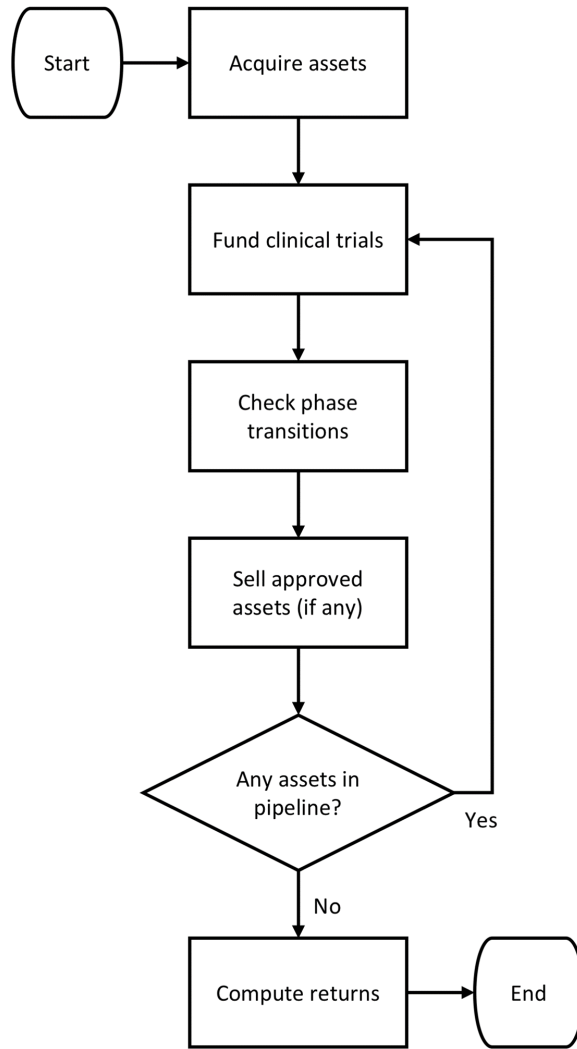 Start
Acquire assets
Fund clinical trials
Check phase
transitions
Sell approved
assets (if any)
Any assets in
pipeline?
Yes
No
Compute returns
End